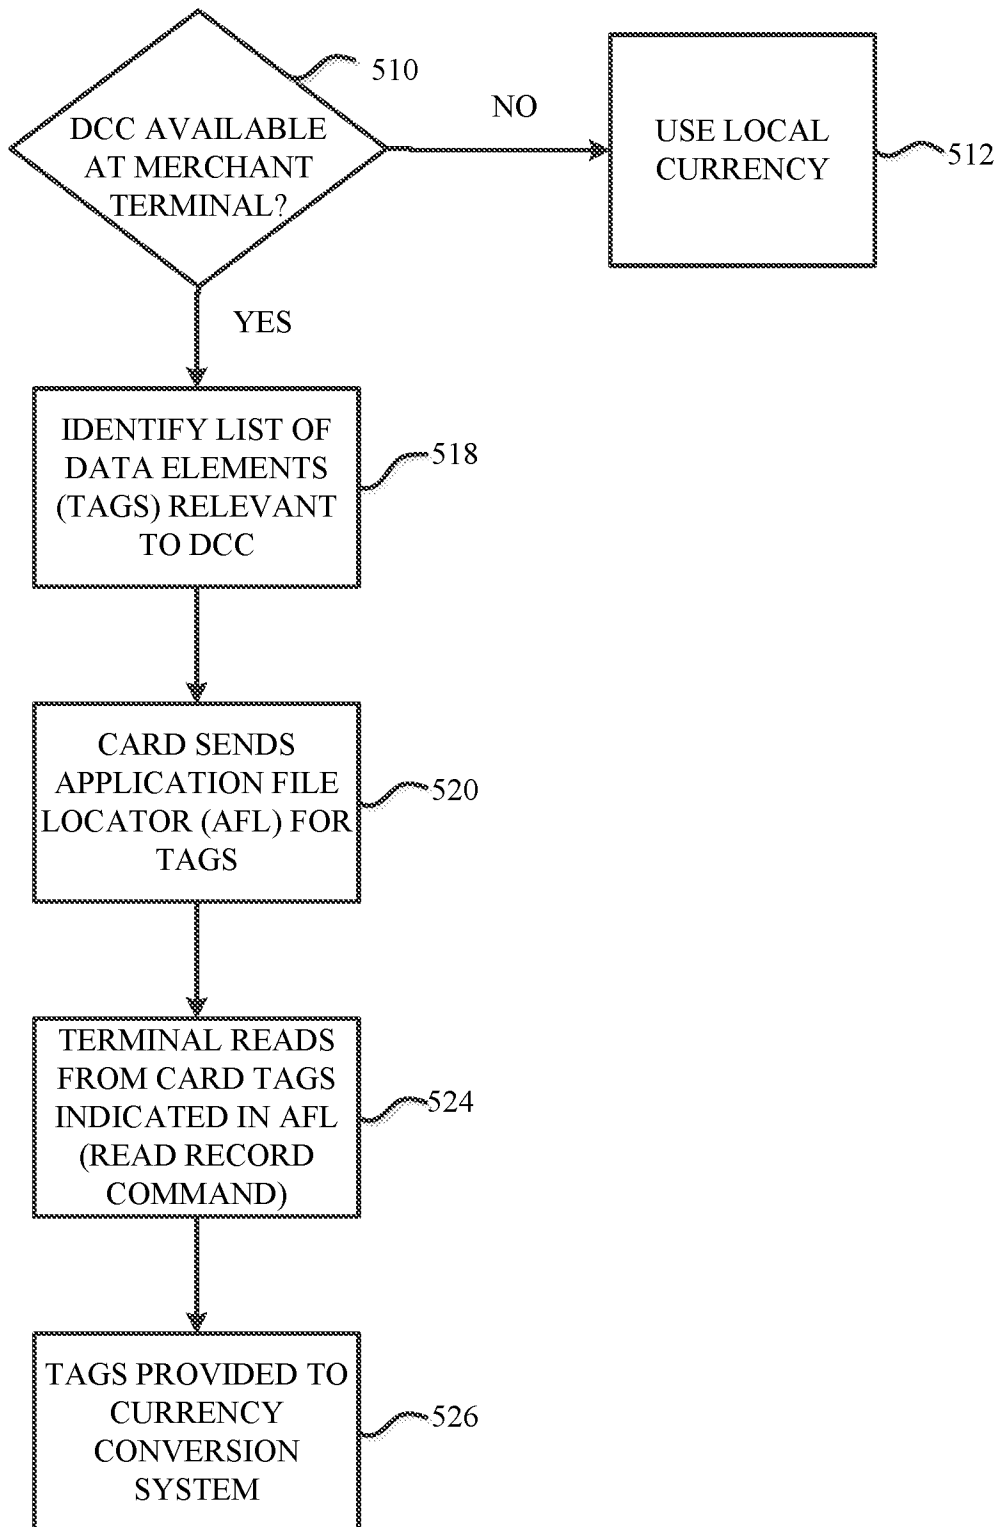 510
DCC AVAILABLE
AT MERCHANT
TERMINAL?
NO
USE LOCAL
CURRENCY
512
YES
IDENTIFY LIST OF
DATA ELEMENTS
(TAGS) RELEVANT
TO DCC
518
CARD SENDS
APPLICATION FILE
LOCATOR (AFL) FOR
TAGS
520
TERMINAL READS
FROM CARD TAGS
INDICATED IN AFL
(READ RECORD
COMMAND)
524
TAGS PROVIDED TO
CURRENCY
CONVERSION
SYSTEM
526